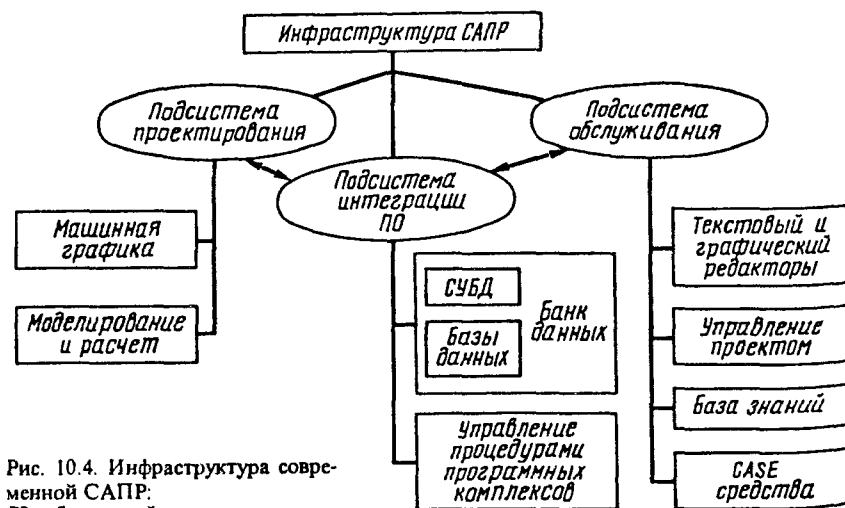 Инфраструктура САПР
Подсистема
проектирования
Подсистема
обслуживания
Подсистема
интеграции
ПО
Машинная
графика
Моделирование
и расчет
СУБД
Базы
данных
Банк
данных
Управление
процедурами
программных
комплексов
Текстовый и
графический
редакторы
Управление
проектом
База знаний
CASE
средства
Рис. 10.4. Инфраструктура совре-
менной САПР: